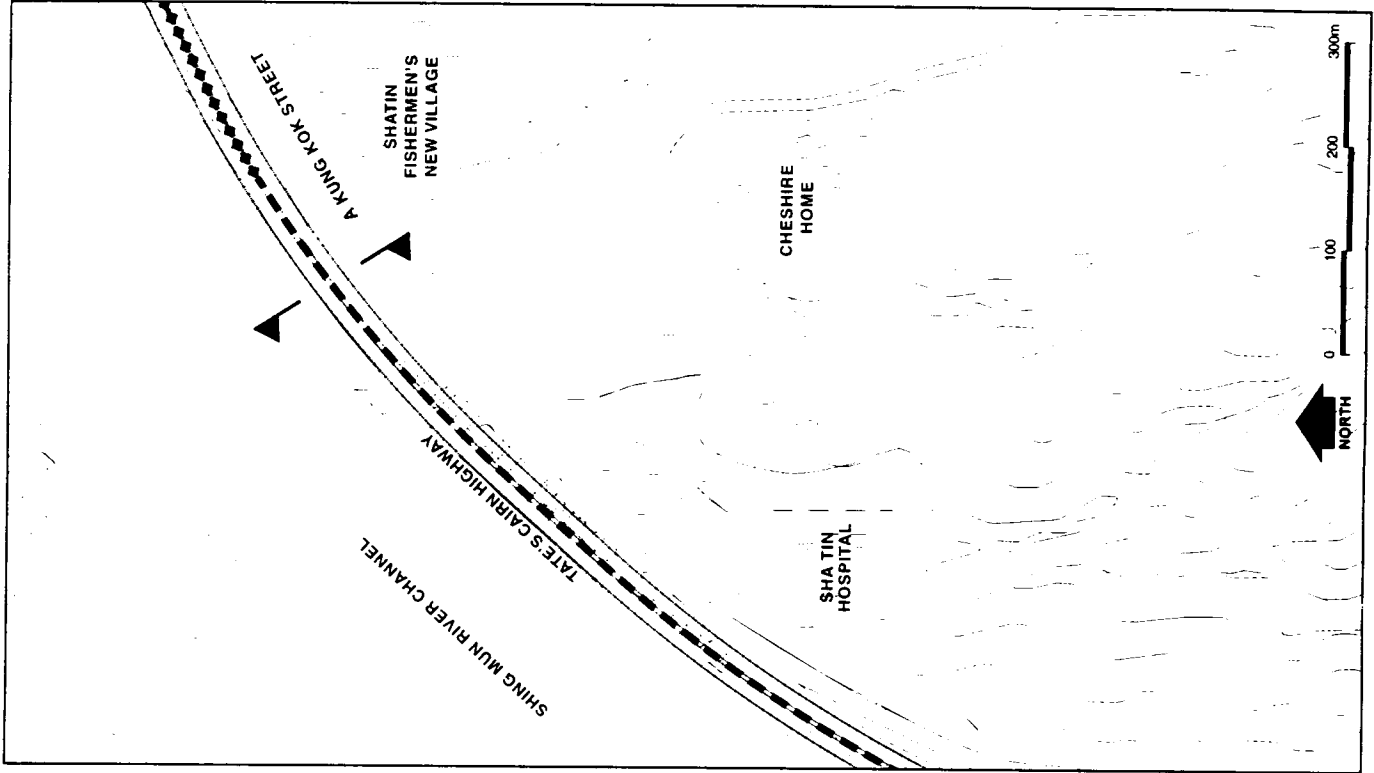 A KUNG KOK STREET
SHATIN
FISHERMEN'S
NEW VILLAGE
CHESHIRE
HOME
TATE'S CAIRN HIGHWAY
SHING MUN RIVER CHANNEL
SHA TIN
HOSPITAL
0 100 200 300m
NORTH